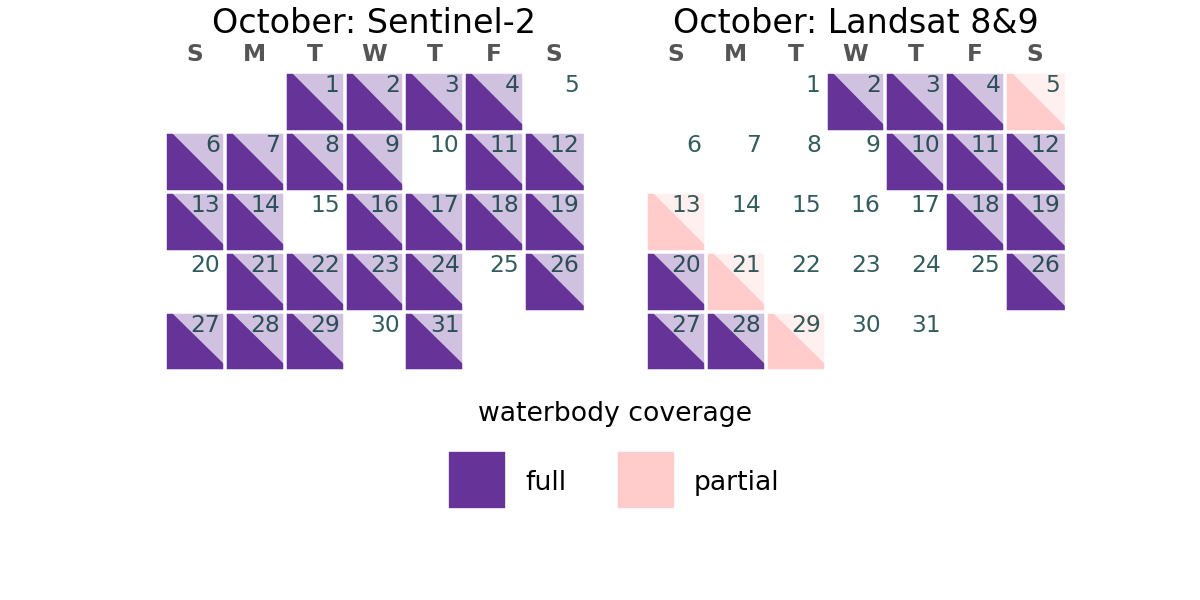 October: Sentinel-2
S M T W T F S
1 2 3 4 5
6 7 8 9 10 11 12
13 14 15 16 17 18 19
20 21 22 23 24 25 26
27 28 29 30 31
October: Landsat 8&9
S M T W T F S
1 2 3 4 5
6 7 8 9 10 11 12
13 14 15 16 17 18 19
20 21 22 23 24 25 26
27 28 29 30 31
waterbody coverage
full partial